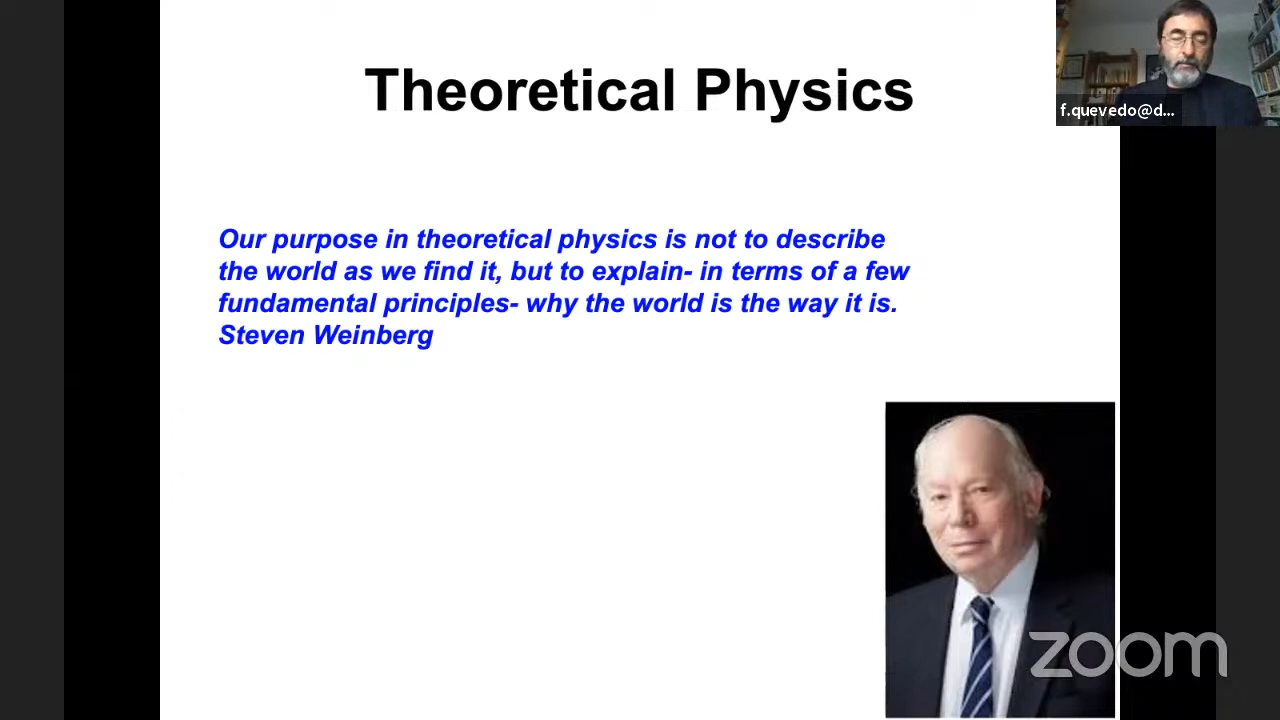 Theoretical Physics
f.quevedo@d...
Our purpose in theoretical physics is not to describe
the world as we find it, but to explain- in terms of a few
fundamental principles- why the world is the way it is.
Steven Weinberg
zoom